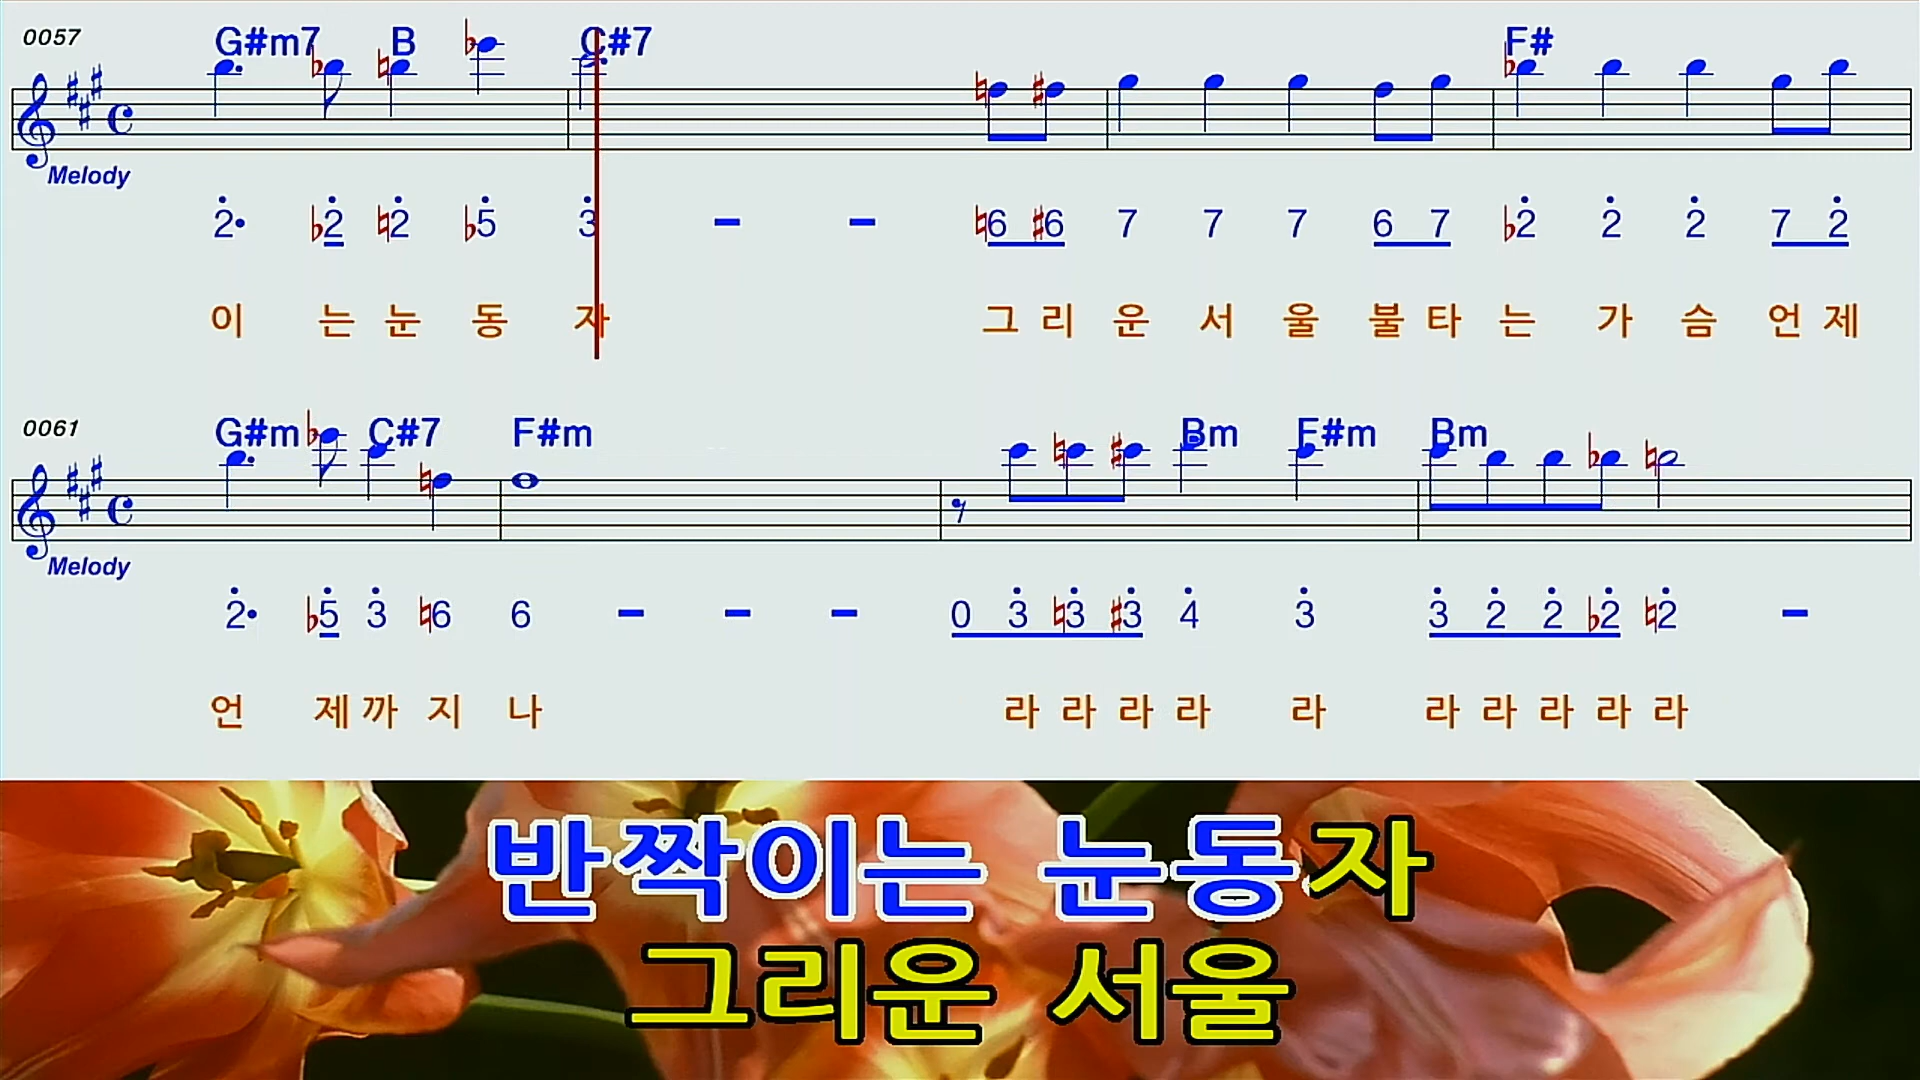 0057 G#m7 B C#7 F#
Melody
2· ♭2 ♮2 ♭5 3 - - ♮6 ♯6 7 7 7 6 7 ♭2 2 2 7 2
이 는 눈 동 자 그 리 운 서 울 불 타 는 가 슴 언 제
0061 G#m C#7 F#m Bm F#m Bm
Melody
2· ♭5 3 ♮6 6 - - - 0 3 ♮3 ♯3 4 3 3 2 2 ♭2 ♮2 -
언 제 까 지 나 라 라 라 라 라 라 라 라 라 라
반짝이는 눈동자
그리운 서울